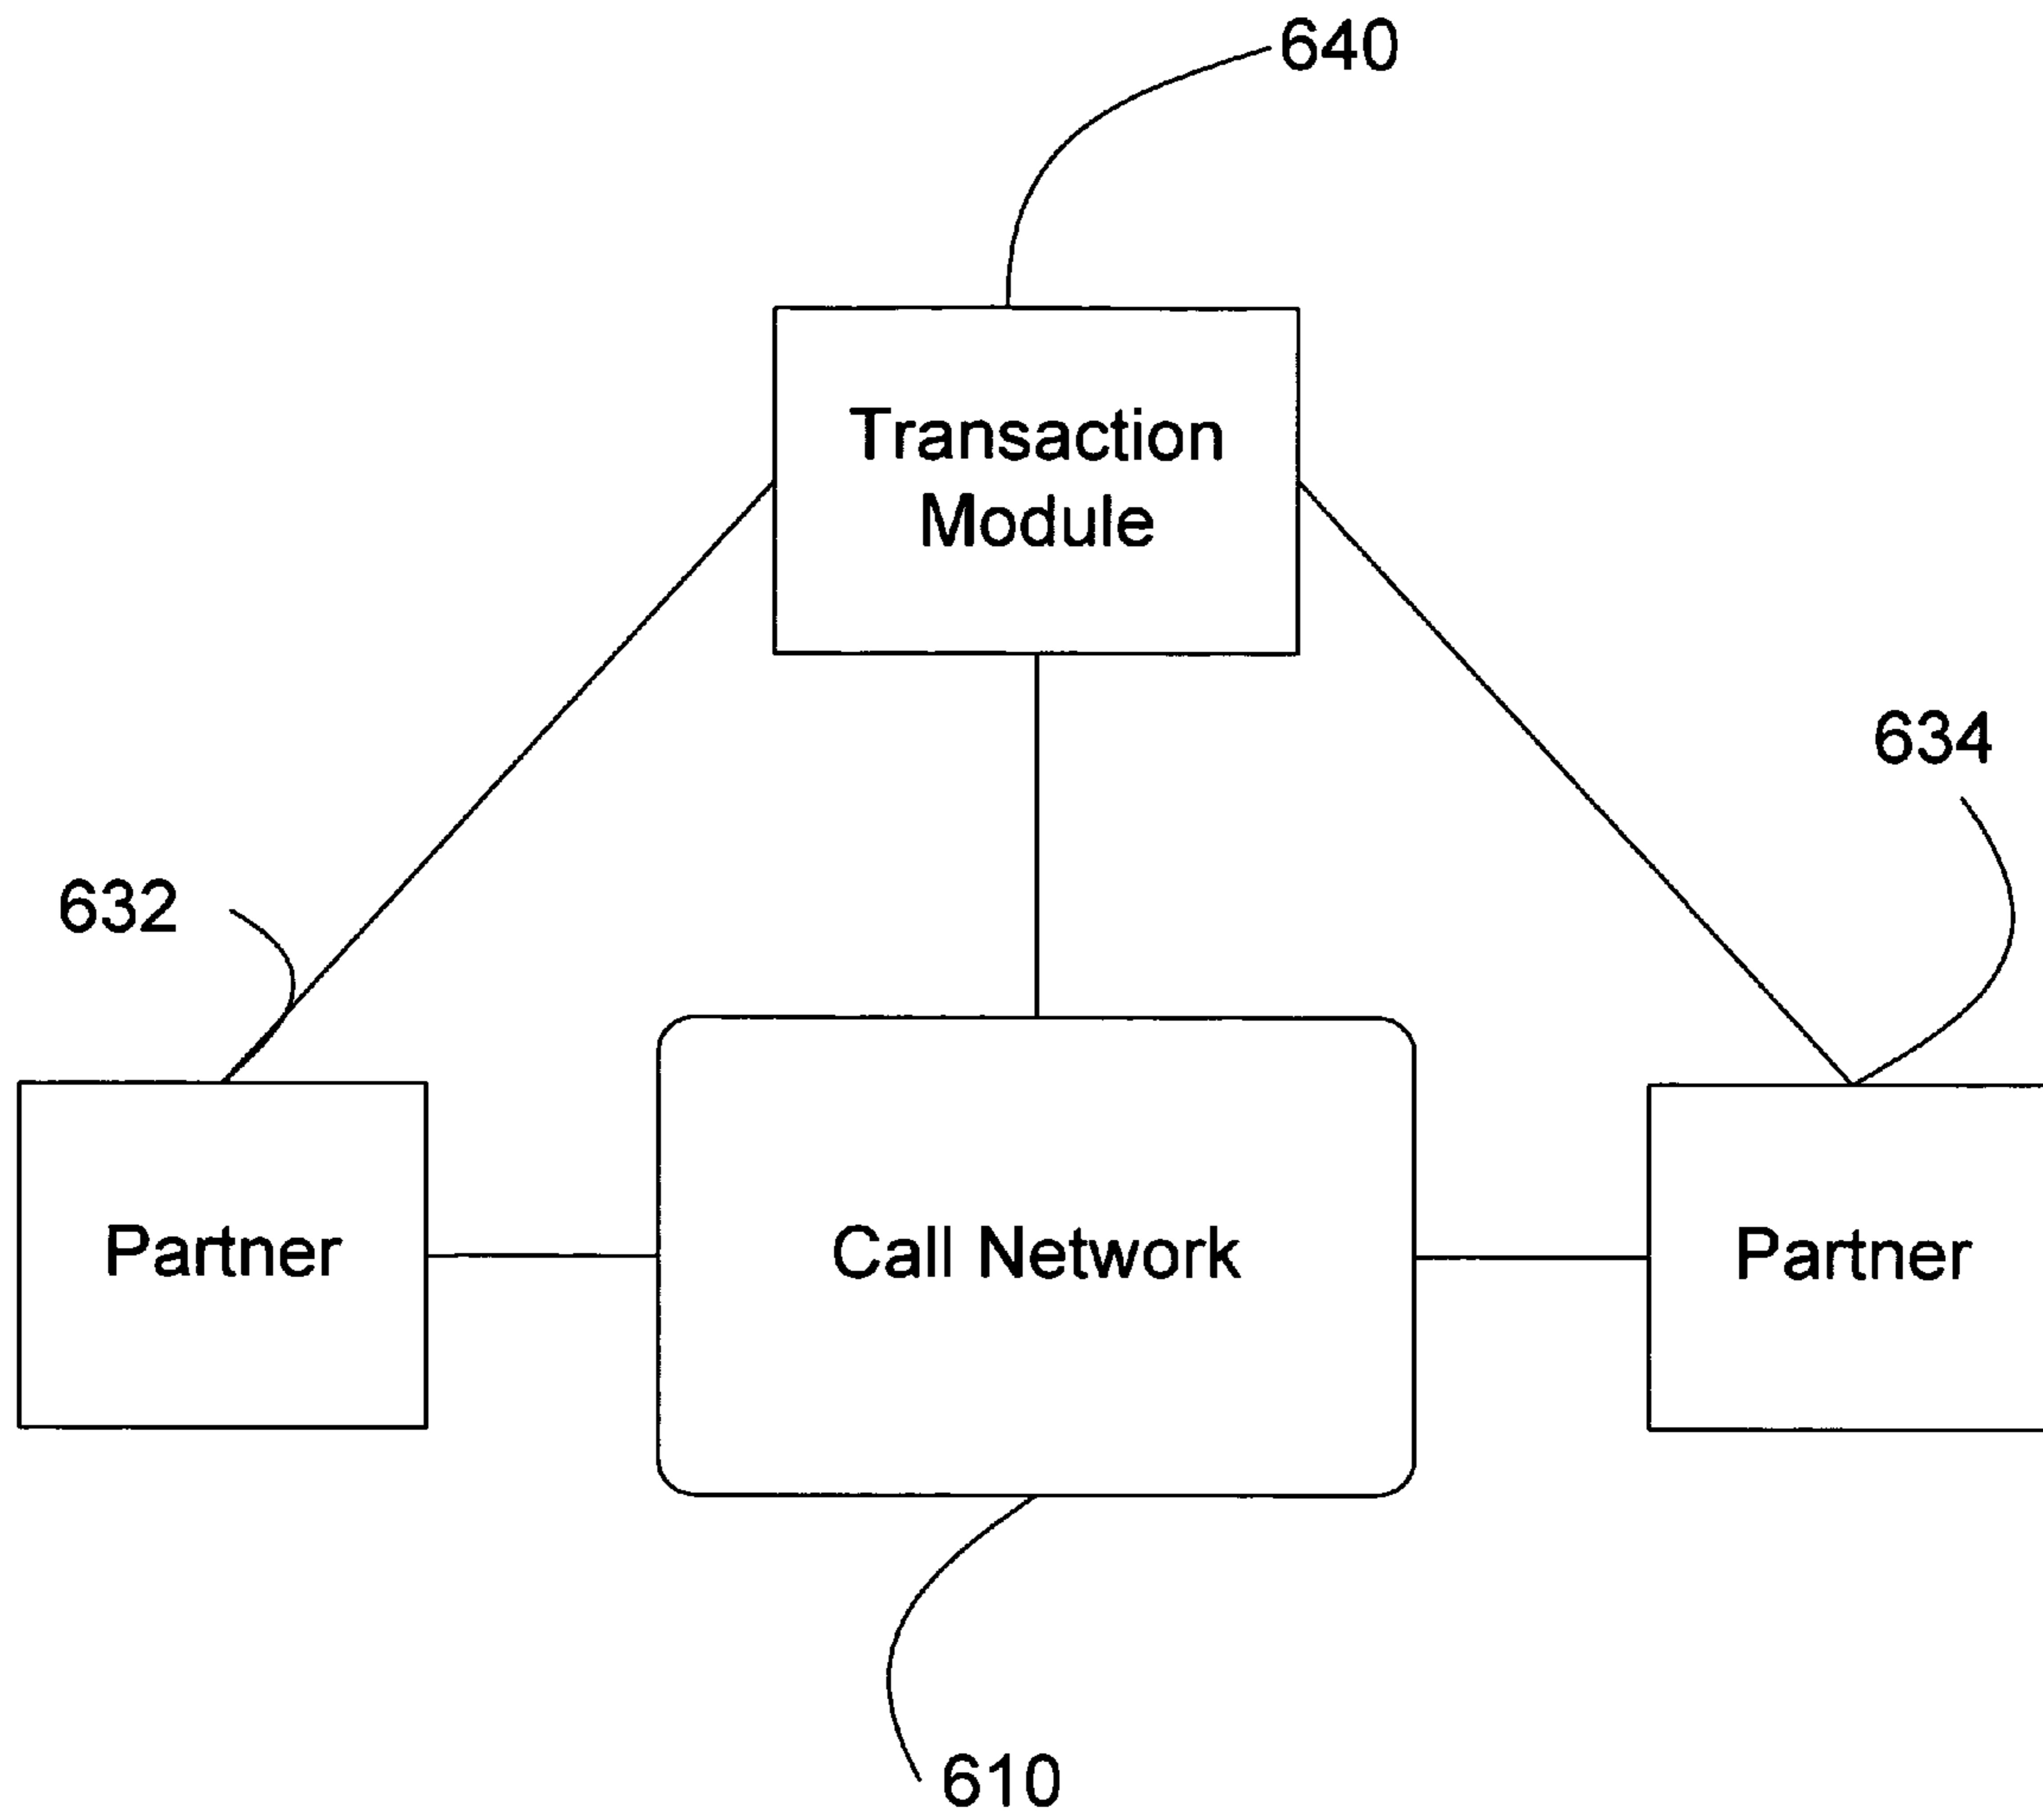 640
Transaction
Module
634
632
Partner
Call Network
Partner
610